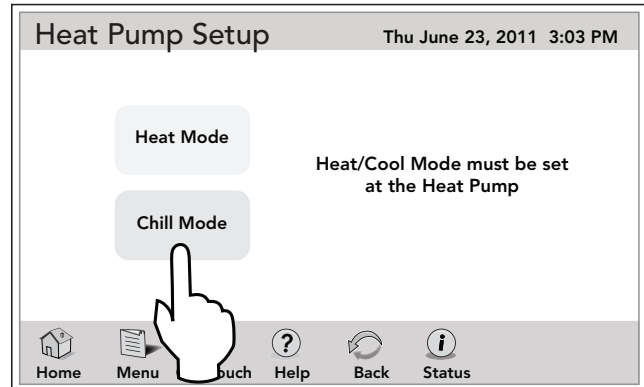 Heat Pump Setup
Thu June 23, 2011 3:03 PM
Heat Mode
Heat/Cool Mode must be set
at the Heat Pump
Chill Mode
Home
Menu
Help
Back
Status